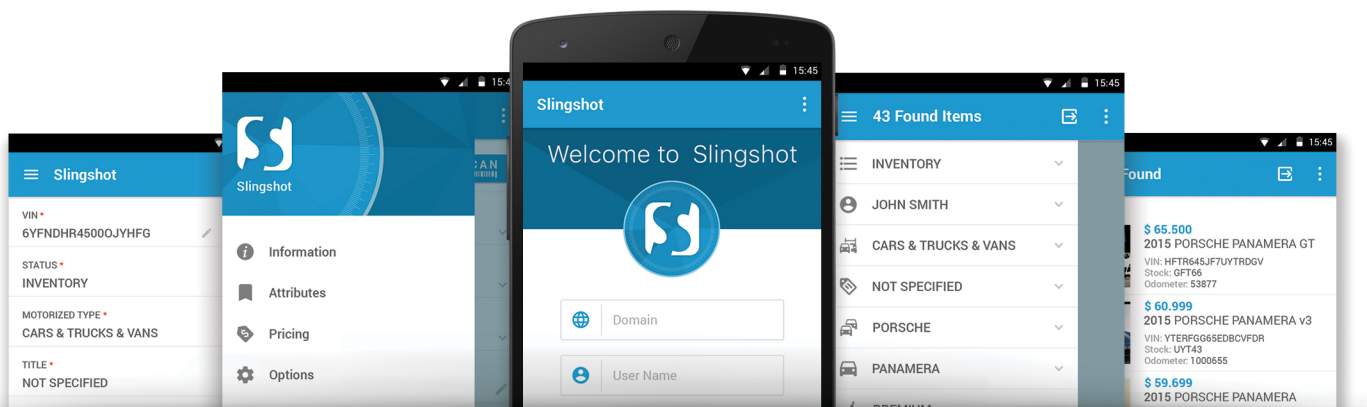 Slingshot
VIN *
6YFNDHR4500OJYHFG
STATUS *
INVENTORY
MOTORIZED TYPE *
CARS & TRUCKS & VANS
TITLE *
NOT SPECIFIED
15:4
Slingshot
CAN
Information
Attributes
Pricing
Options
15:45
Slingshot
Welcome to Slingshot
Domain
User Name
15:45
43 Found Items
INVENTORY
JOHN SMITH
CARS & TRUCKS & VANS
NOT SPECIFIED
PORSCHE
PANAMERA
PREMIUM
15:45
Found
$ 65.500
2015 PORSCHE PANAMERA GT
VIN: HFTR645JF7UYTRDGV
Stock: GFT66
Odometer: 53877
$ 60.999
2015 PORSCHE PANAMERA v3
VIN: YTERFGG65EDBCVFDR
Stock: UYT43
Odometer: 1000655
$ 59.699
2015 PORSCHE PANAMERA